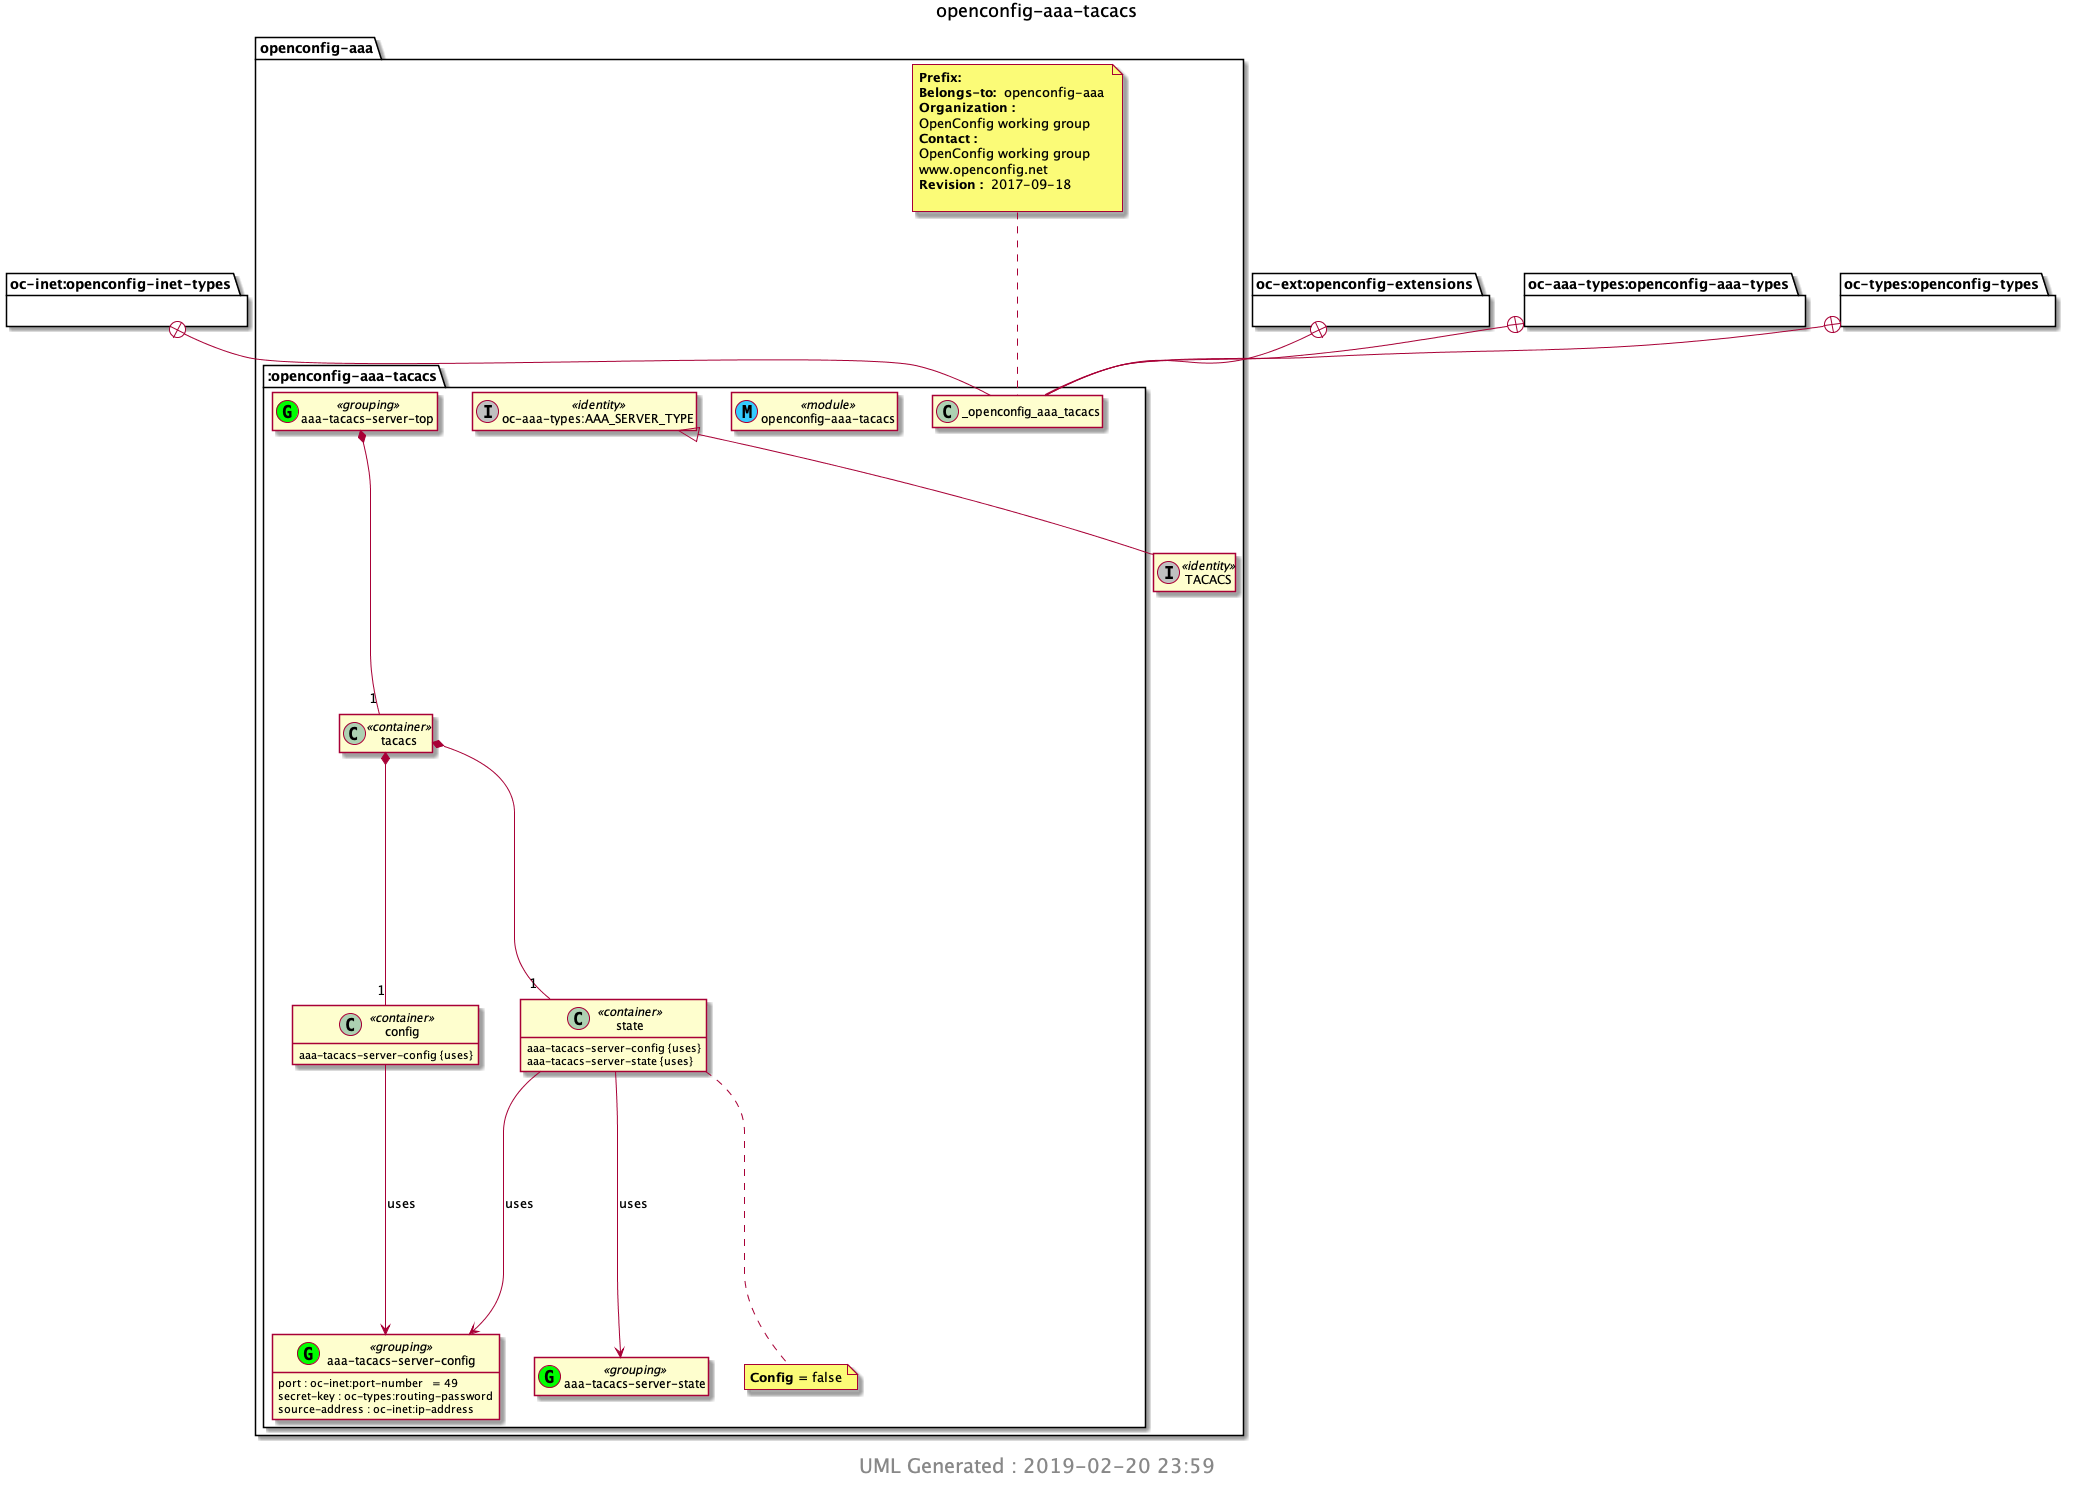 openconfig-aaa-tacacs
openconfig-aaa
Prefix:
Belongs-to: openconfig-aaa
Organization :
OpenConfig working group
Contact :
OpenConfig working group
www.openconfig.net
Revision : 2017-09-18
oc-inet:openconfig-inet-types
oc-ext:openconfig-extensions
oc-aaa-types:openconfig-aaa-types
oc-types:openconfig-types
:openconfig-aaa-tacacs
G
«grouping»
aaa-tacacs-server-top
I
«identity»
oc-aaa-types:AAA_SERVER_TYPE
M
«module»
openconfig-aaa-tacacs
C
_openconfig_aaa_tacacs
I
«identity»
TACACS
1
C
«container»
tacacs
1
1
C
«container»
config
aaa-tacacs-server-config {uses}
C
«container»
state
aaa-tacacs-server-config {uses}
aaa-tacacs-server-state {uses}
uses
uses
uses
G
«grouping»
aaa-tacacs-server-config
port : oc-inet:port-number = 49
secret-key : oc-types:routing-password
source-address : oc-inet:ip-address
G
«grouping»
aaa-tacacs-server-state
Config = false
UML Generated : 2019-02-20 23:59